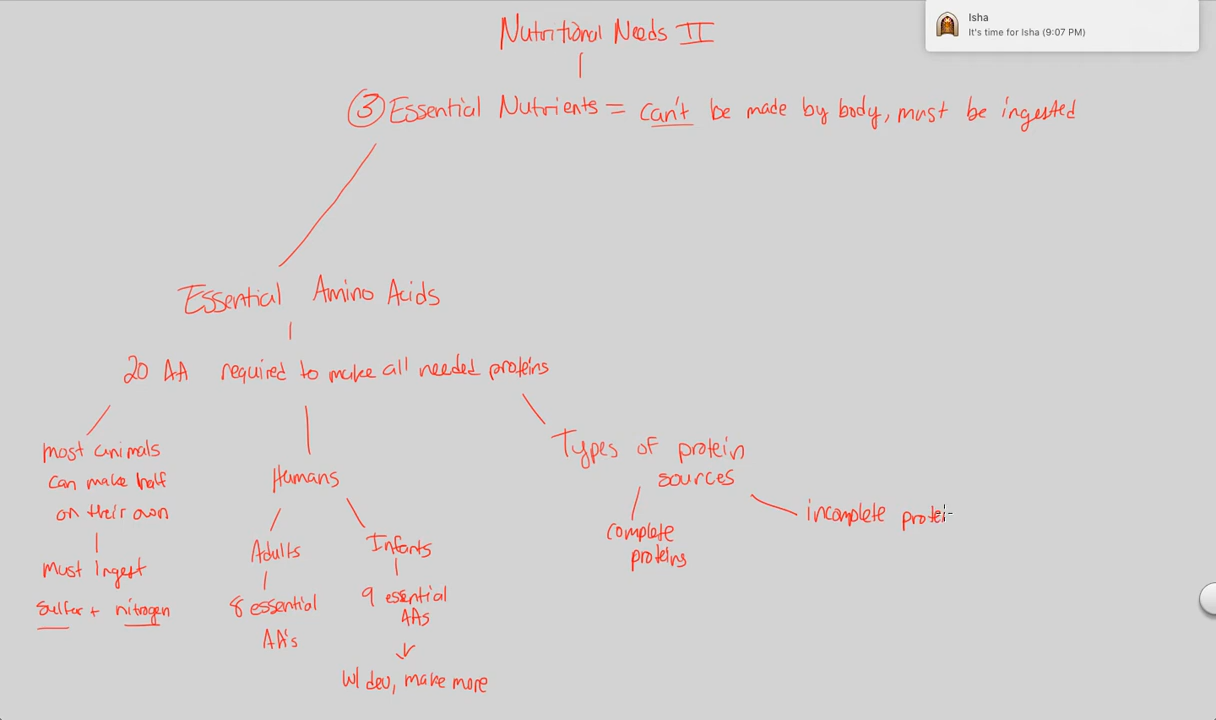 Isha
It's time for Isha (9:07 PM)
Nutritional Needs II
③ Essential Nutrients = can't be made by body, must be ingested
Essential Amino Acids
20 AA required to make all needed proteins
most animals
can make half
on their own
must ingest
sulfur + nitrogen
Humans
Adults
8 essential
AA's
Infants
9 essential
AAs
w/ dev, make more
Types of protein
sources
complete
proteins
incomplete protei